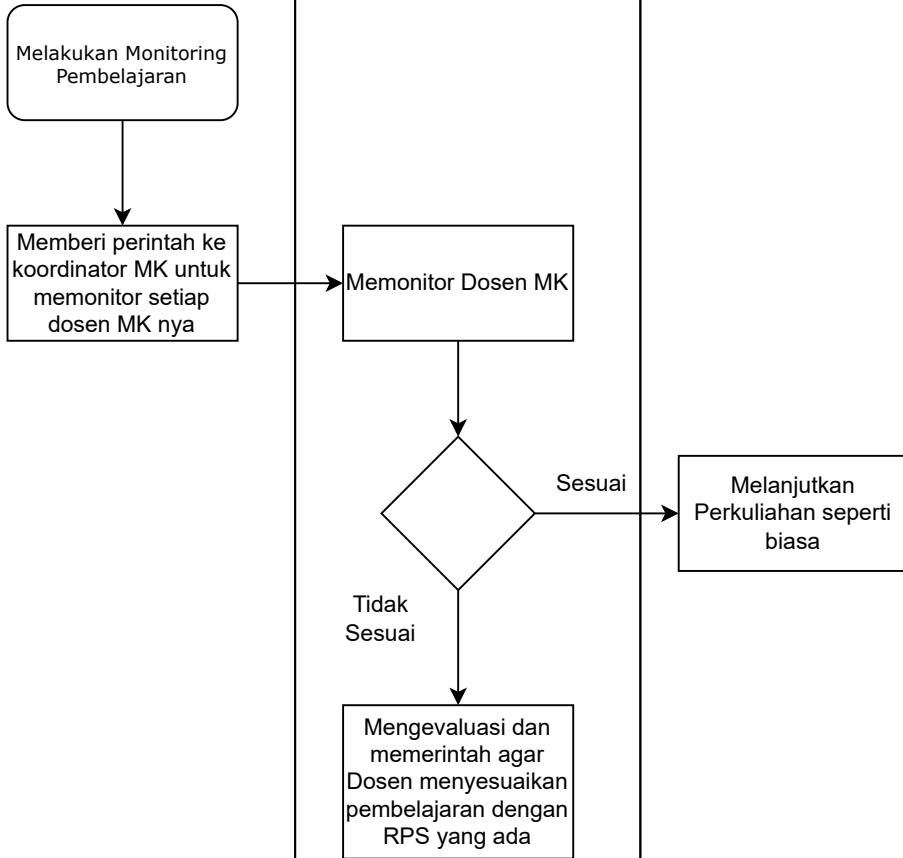 Melakukan Monitoring
Pembelajaran
Memberi perintah ke
koordinator MK untuk
memonitor setiap
dosen MK nya
Memonitor Dosen MK
Sesuai
Melanjutkan
Perkuliahan seperti
biasa
Tidak
Sesuai
Mengevaluasi dan
memerintah agar
Dosen menyesuaikan
pembelajaran dengan
RPS yang ada